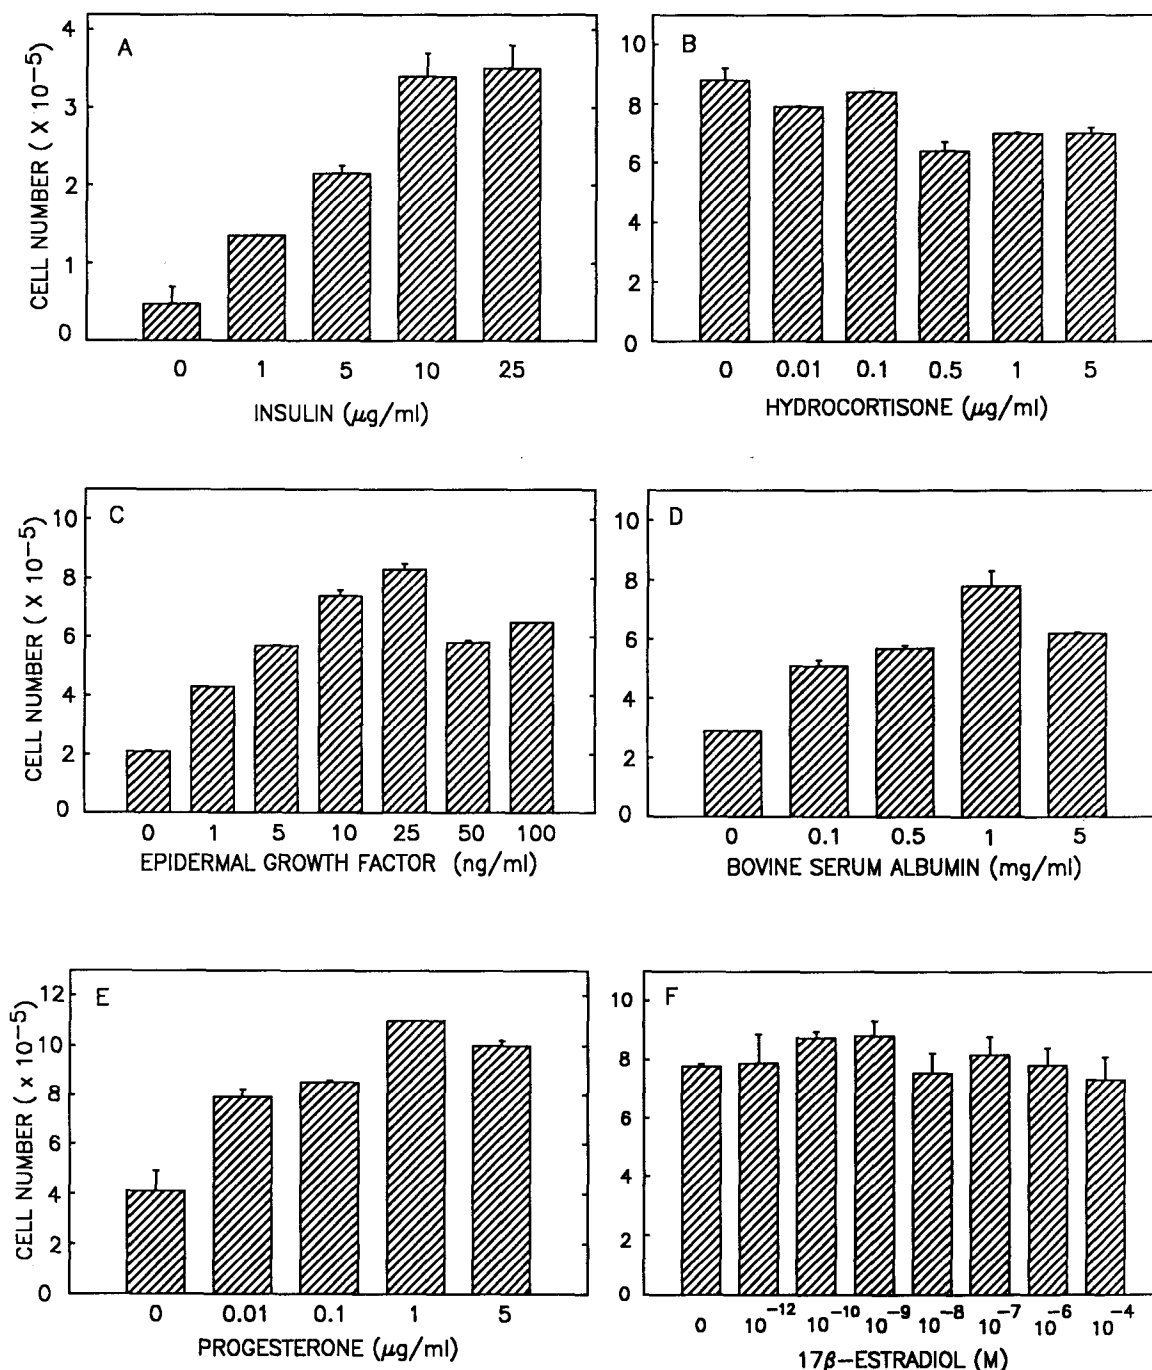 A
CELL NUMBER ( X 10⁻⁵)
4
3
2
1
0
0 1 5 10 25
INSULIN (µg/ml)
B
10
8
6
4
2
0
0 0.01 0.1 0.5 1 5
HYDROCORTISONE (µg/ml)
C
CELL NUMBER ( X 10⁻⁵)
10
8
6
4
2
0
0 1 5 10 25 50 100
EPIDERMAL GROWTH FACTOR (ng/ml)
D
10
8
6
4
2
0
0 0.1 0.5 1 5
BOVINE SERUM ALBUMIN (mg/ml)
E
CELL NUMBER ( x 10⁻⁵)
12
10
8
6
4
2
0
0 0.01 0.1 1 5
PROGESTERONE (µg/ml)
F
10
8
6
4
2
0
0 10⁻¹² 10⁻¹⁰ 10⁻⁹ 10⁻⁸ 10⁻⁷ 10⁻⁶ 10⁻⁴
17β-ESTRADIOL (M)